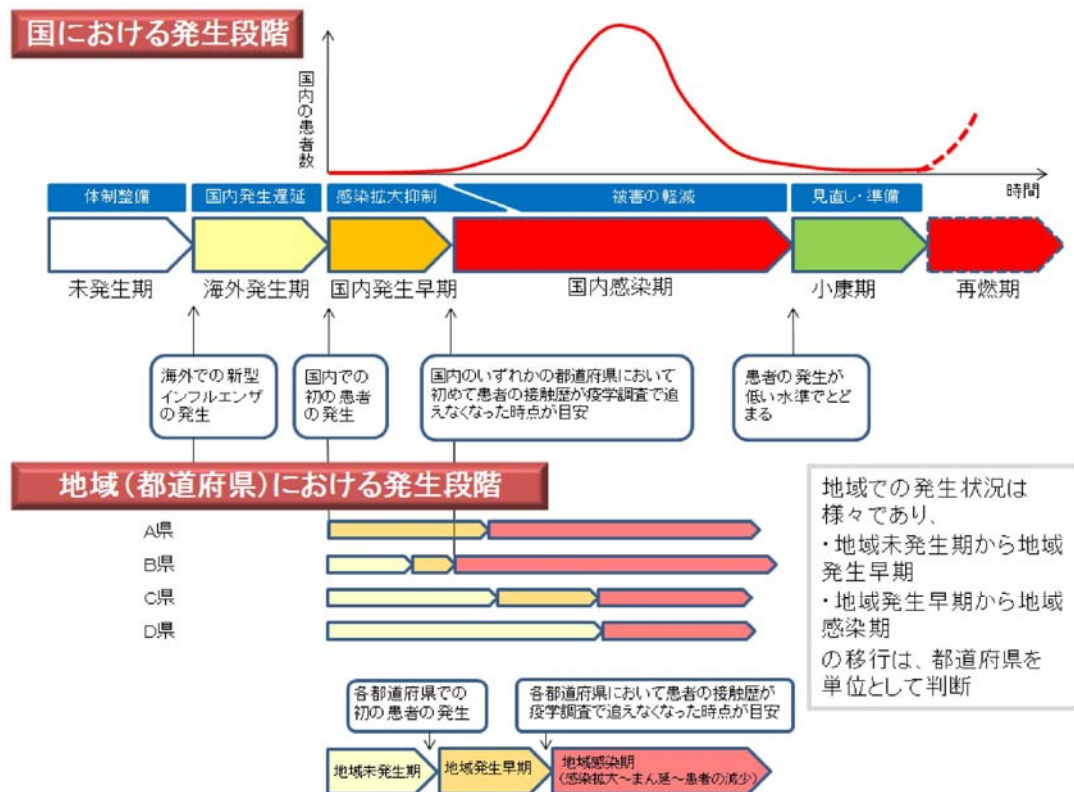 国における発生段階
国内の患者数
時間
体制整備
国内発生遅延
感染拡大抑制
被害の軽減
見直し・準備
未発生期
海外発生期
国内発生早期
国内感染期
小康期
再燃期
海外での新型
インフルエンザ
の発生
国内での
初の患者
の発生
国内のいずれかの都道府県において
初めて患者の接触歴が疫学調査で追
えなくなった時点が目安
患者の発生が
低い水準でとど
まる
地域(都道府県)における発生段階
A県
B県
C県
D県
地域での発生状況は
様々であり、
・地域未発生期から地域
発生早期
・地域発生早期から地域
感染期
の移行は、都道府県を
単位として判断
各都道府県での
初の患者の発生
各都道府県において患者の接触歴が
疫学調査で追えなくなった時点が目安
地域未発生期
地域発生早期
地域感染期
(感染拡大~まん延~患者の減少)